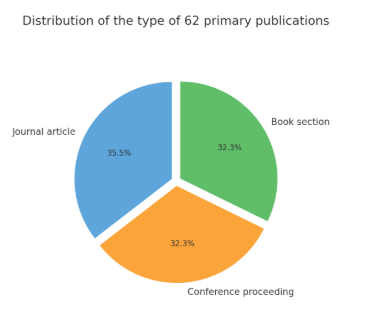 Distribution of the type of 62 primary publications
Book section
Journal article
35.5%
32.3%
32.3%
Conference proceeding